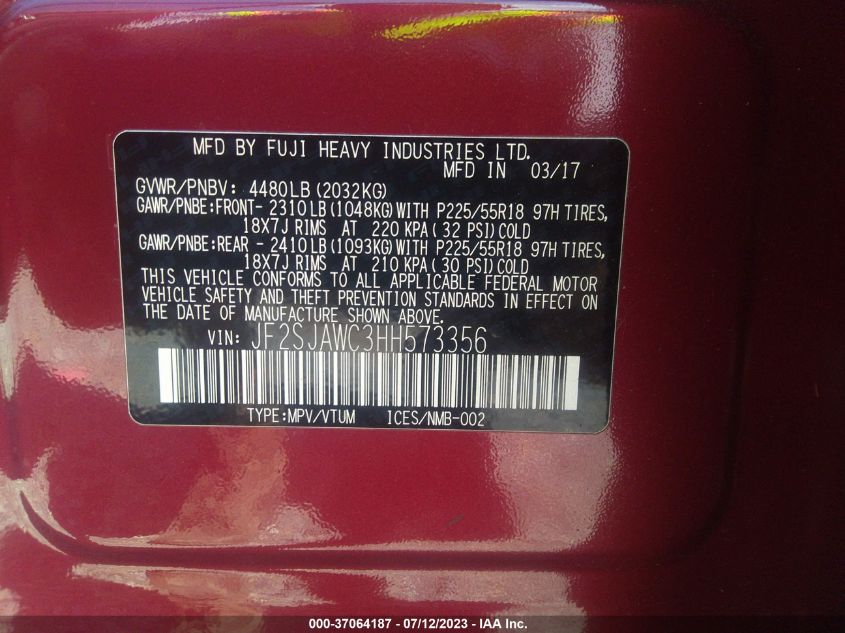 MFD BY FUJI HEAVY INDUSTRIES LTD.
MFD IN 03/17
GVWR/PNBV: 4480LB (2032KG)
GAWR/PNBE:FRONT- 2310LB (1048KG) WITH P225/55R18 97H TIRES,
18X7J RIMS AT 220 KPA (32 PSI) COLD
GAWR/PNBE:REAR - 2410LB (1093KG) WITH P225/55R18 97H TIRES,
18X7J RIMS AT 210 KPA (30 PSI) COLD
THIS VEHICLE CONFORMS TO ALL APPLICABLE FEDERAL MOTOR
VEHICLE SAFETY AND THEFT PREVENTION STANDARDS IN EFFECT ON
THE DATE OF MANUFACTURE SHOWN ABOVE.
VIN: JF2SJAWC3HH573356
TYPE:MPV/VTUM ICES/NMB-002
000-37064187 - 07/12/2023 - IAA Inc.